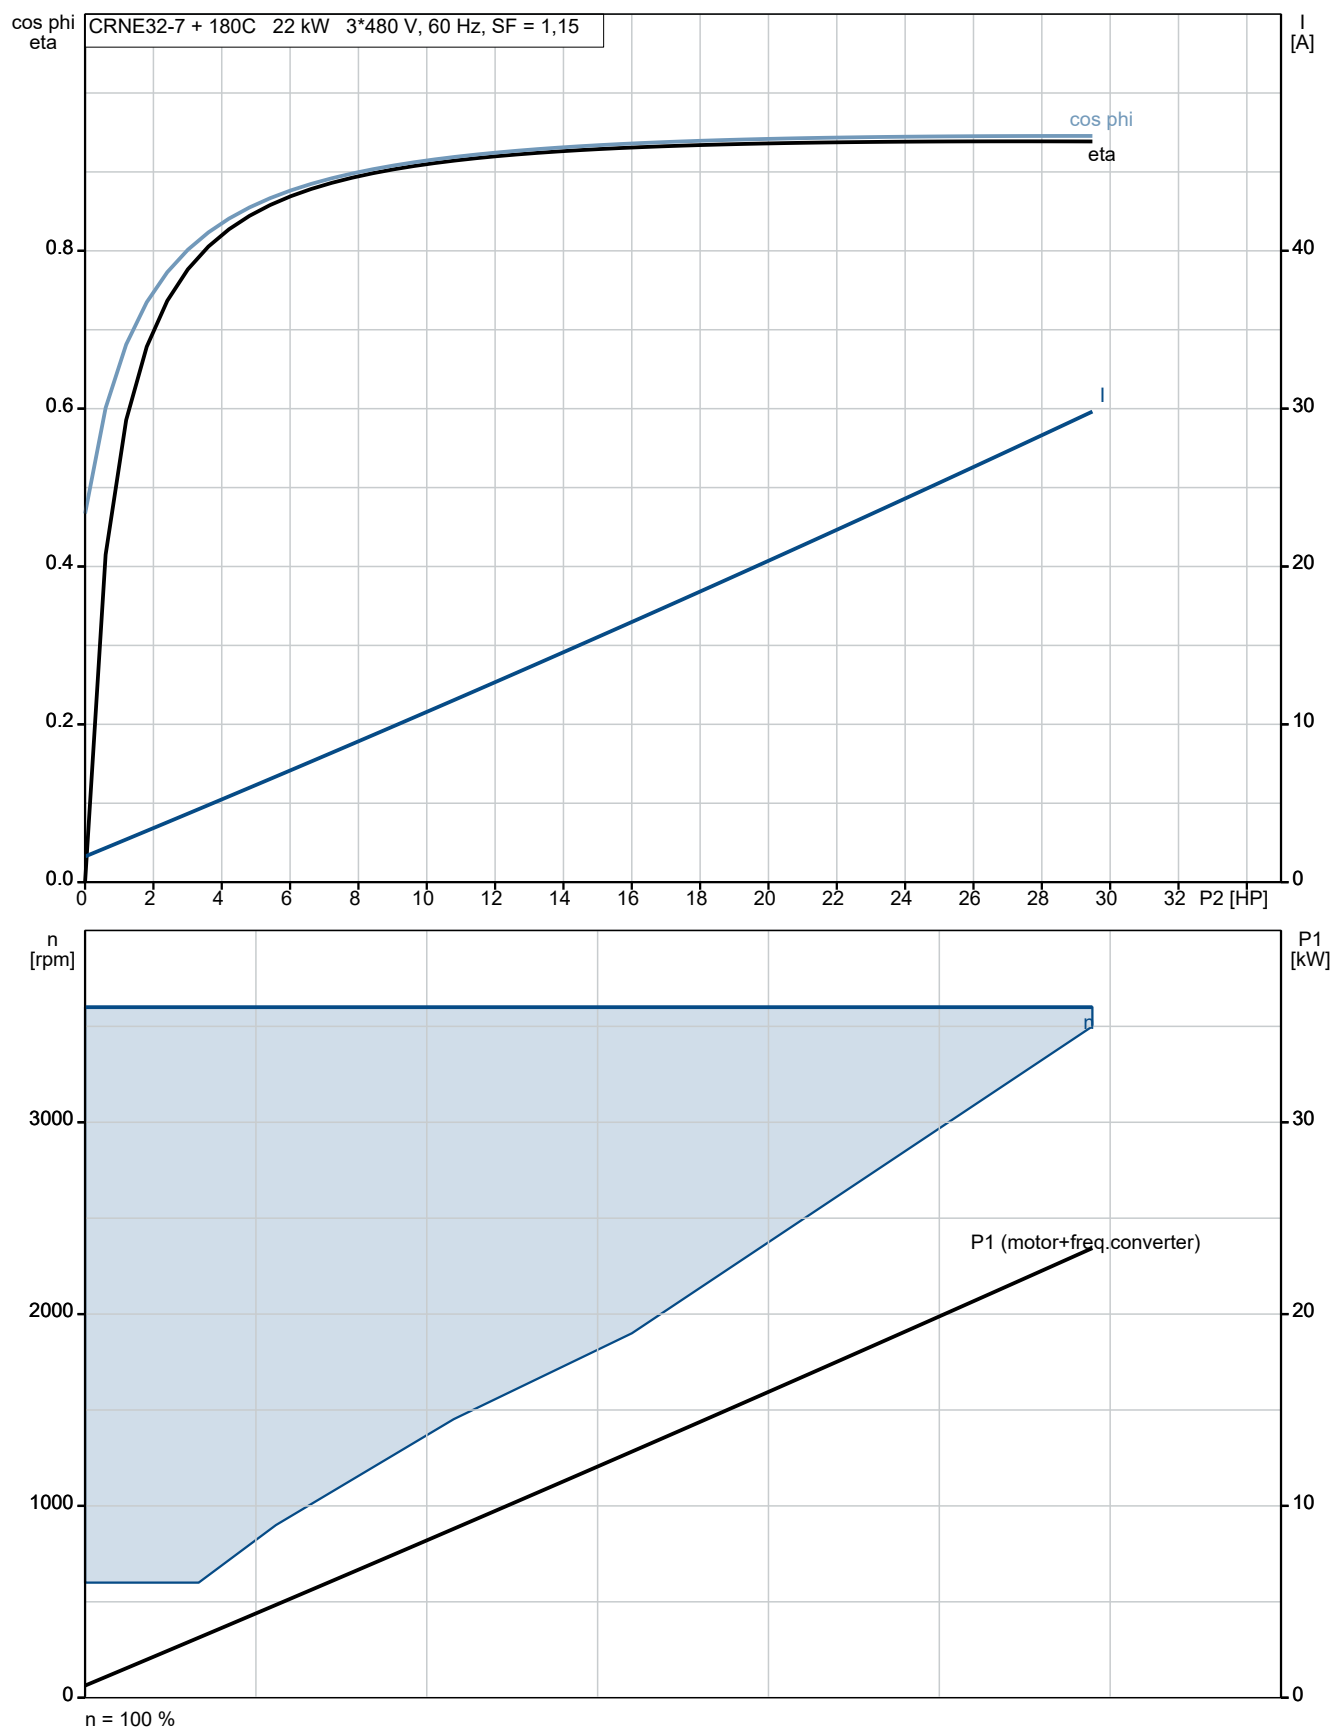 cos phi
eta
CRNE32-7 + 180C 22 kW 3*480 V, 60 Hz, SF = 1,15
I
[A]
cos phi
eta
0.8
40
I
0.6
30
0.4
20
0.2
10
0.0
0
0 2 4 6 8 10 12 14 16 18 20 22 24 26 28 30 32 P2 [HP]
n
[rpm]
P1
[kW]
n
3000
30
P1 (motor+freq.converter)
2000
20
1000
10
0
0
n = 100 %